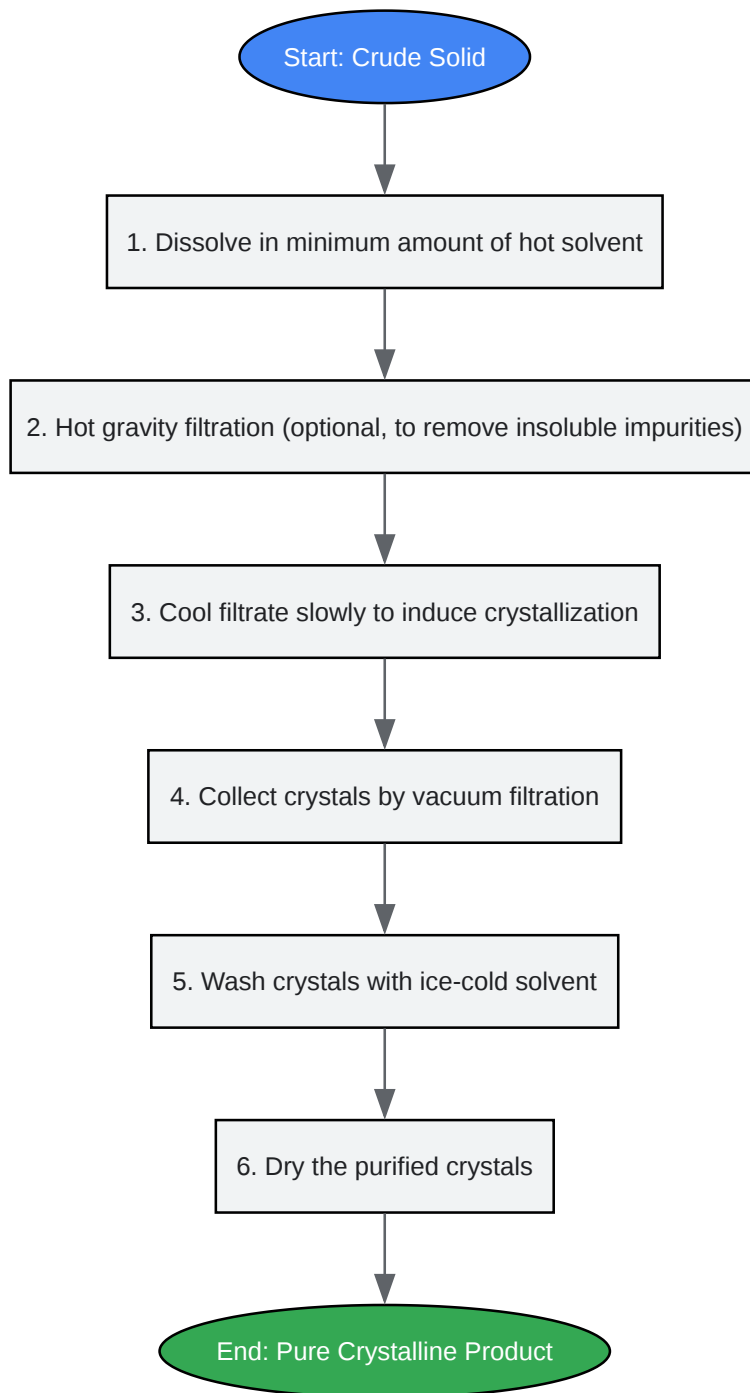 Start: Crude Solid
1. Dissolve in minimum amount of hot solvent
2. Hot gravity filtration (optional, to remove insoluble impurities)
3. Cool filtrate slowly to induce crystallization
4. Collect crystals by vacuum filtration
5. Wash crystals with ice-cold solvent
6. Dry the purified crystals
End: Pure Crystalline Product